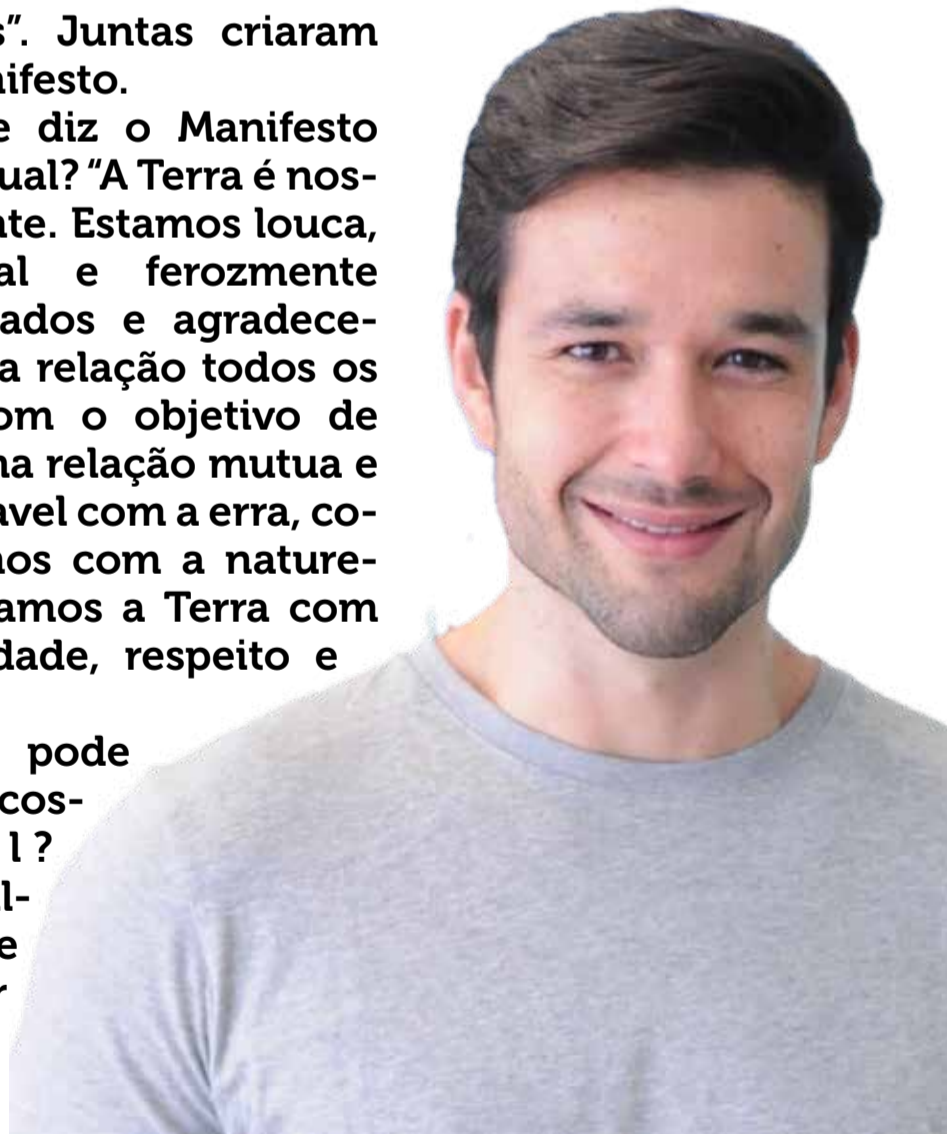 s”. Juntas criaram
nifesto.
e diz o Manifesto
ual? “A Terra é nos-
nte. Estamos louca,
al e ferozmente
ados e agradece-
a relação todos os
om o objetivo de
na relação mutua e
avel com a erra, co-
nos com a nature-
amos a Terra com
dade, respeito e
pode
cos-
l ?
l-
e
r